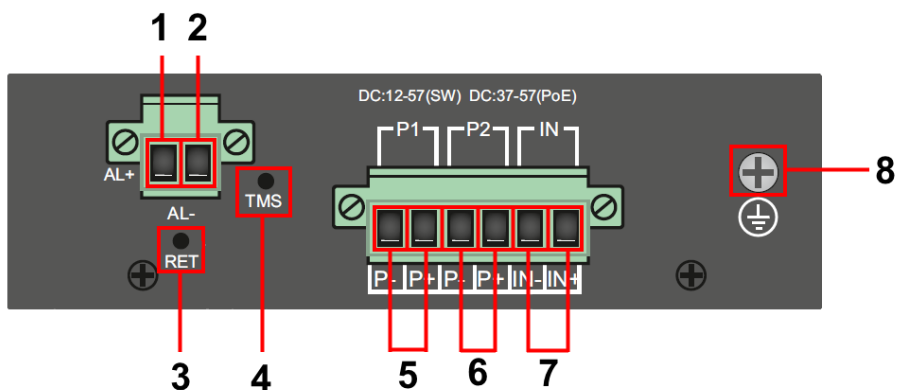 1 2
DC:12-57(SW) DC:37-57(PoE)
P1 P2 IN
AL+
8
TMS
AL-
RET
P- P+ P- P+ IN- IN+
3 4 5 6 7